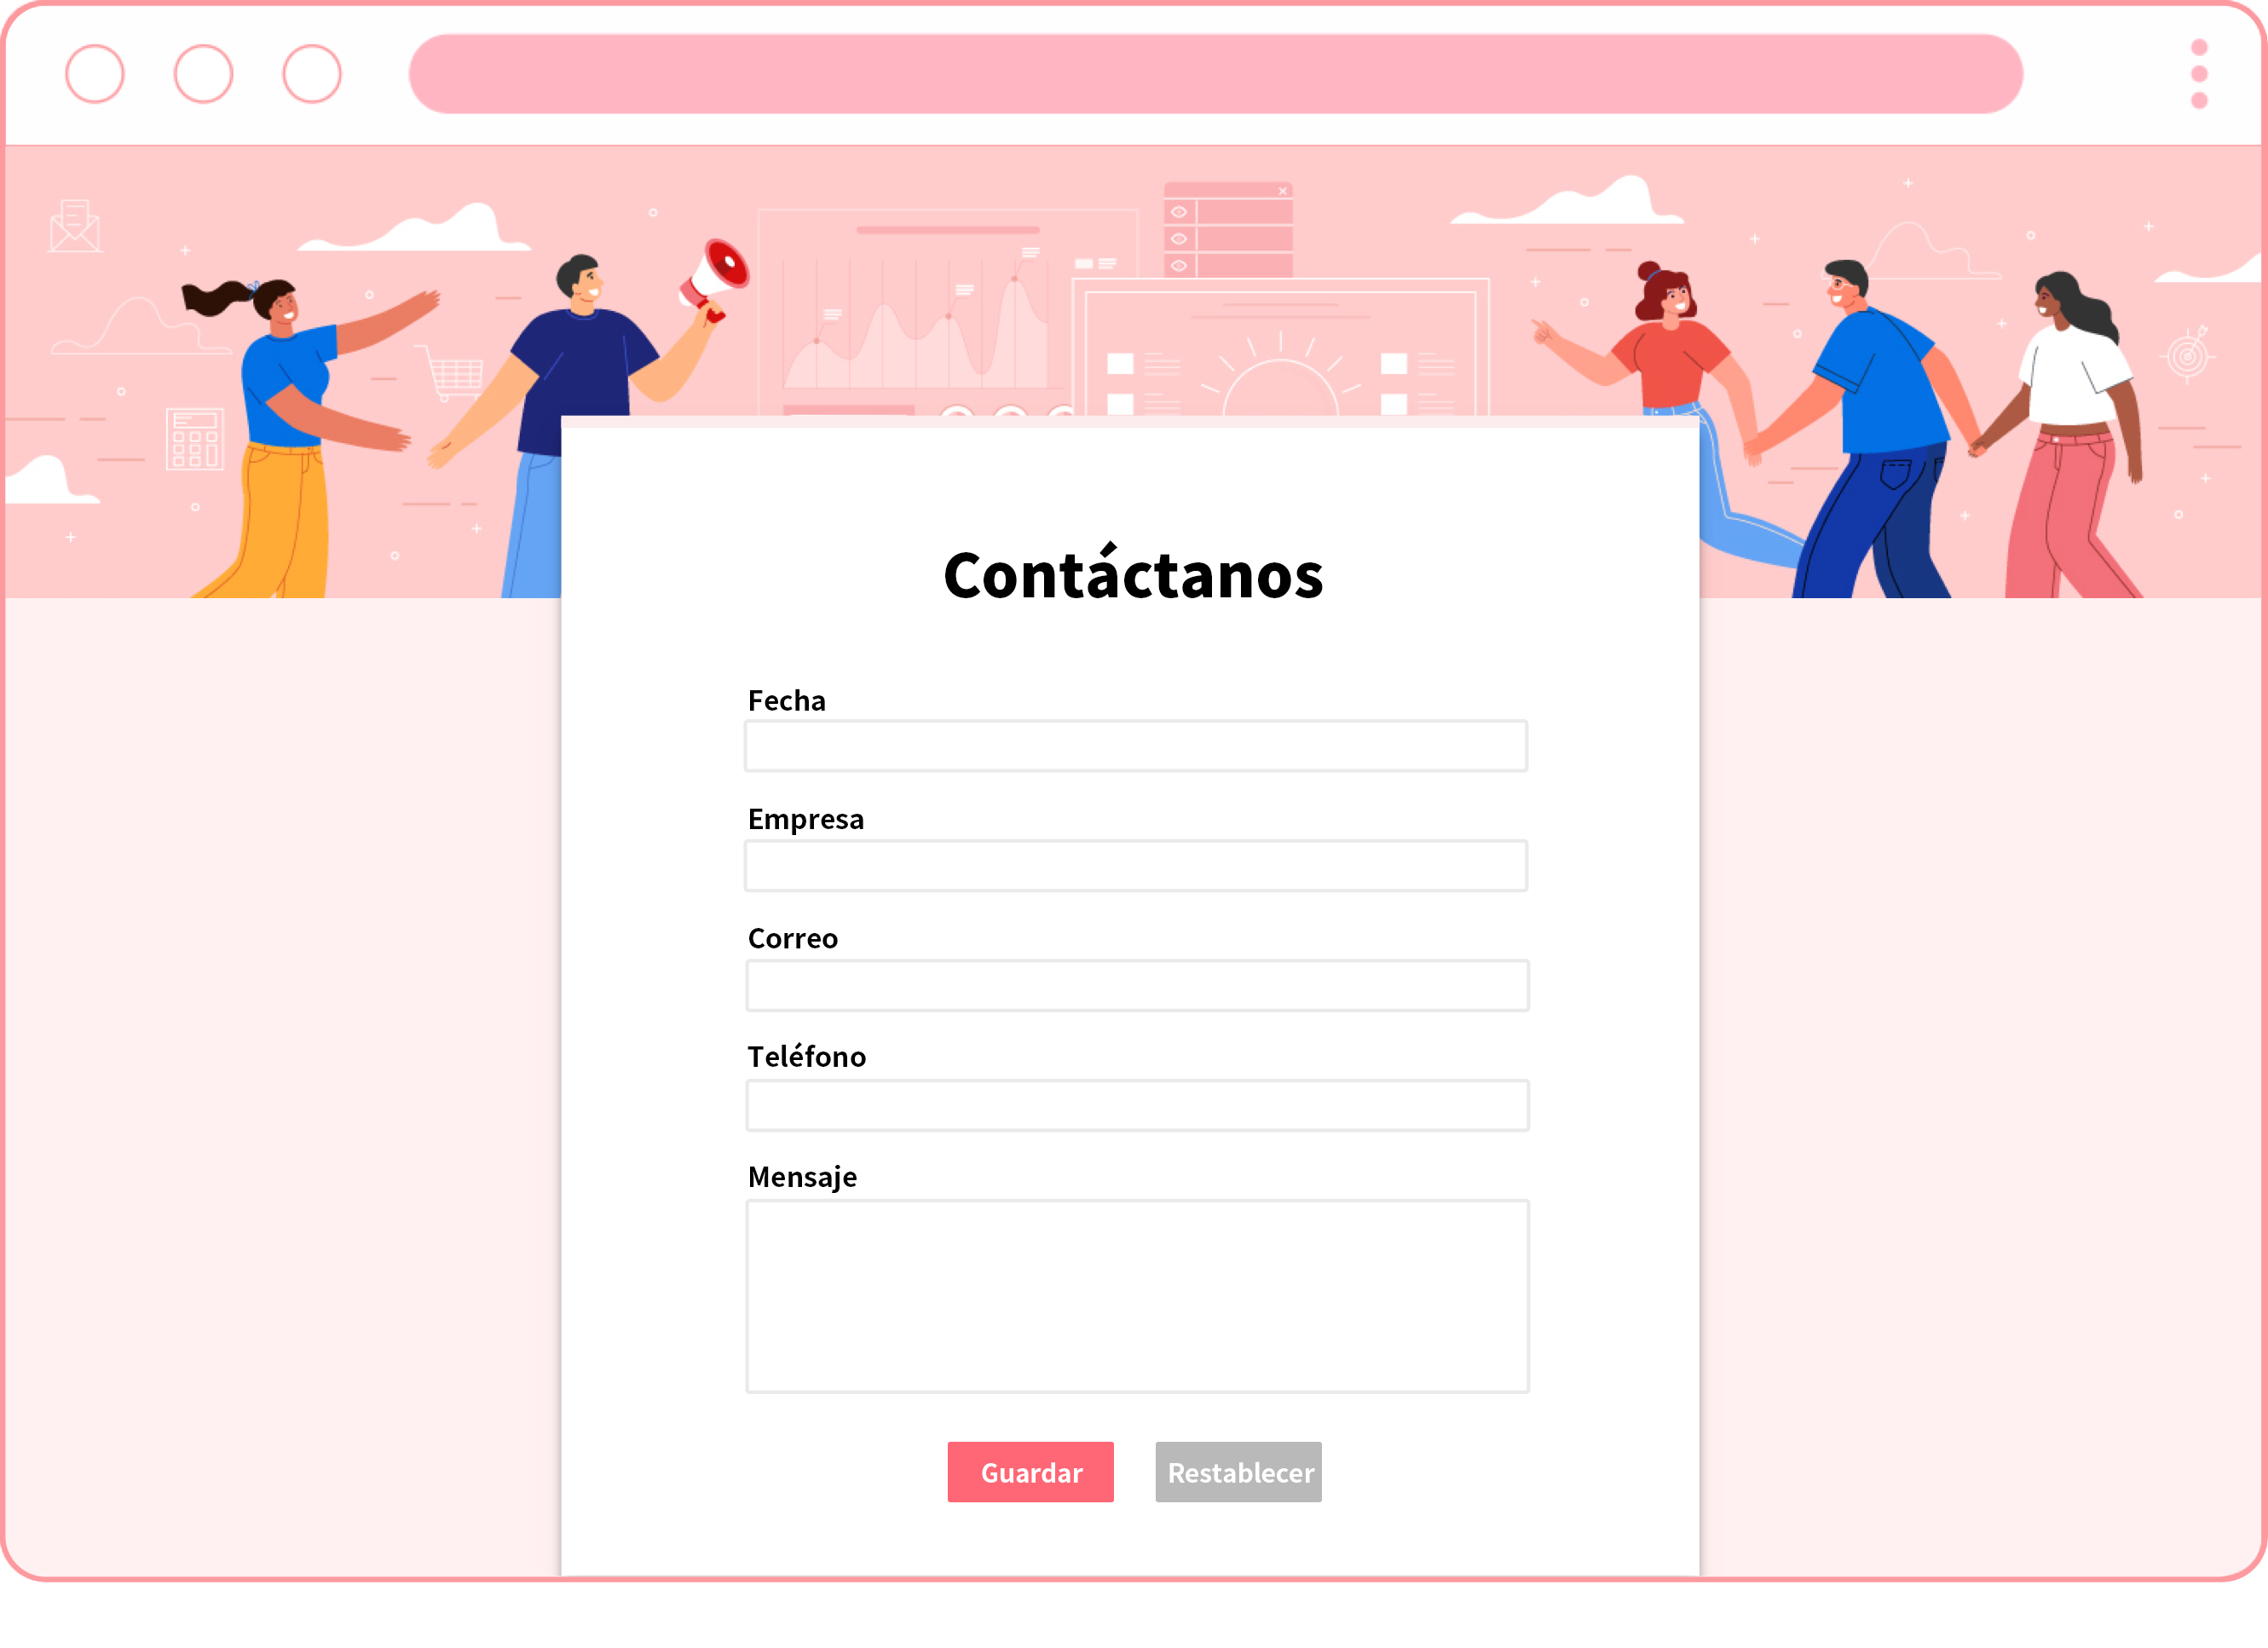 Contáctanos
Fecha
Empresa
Correo
Teléfono
Mensaje
Guardar
Restablecer